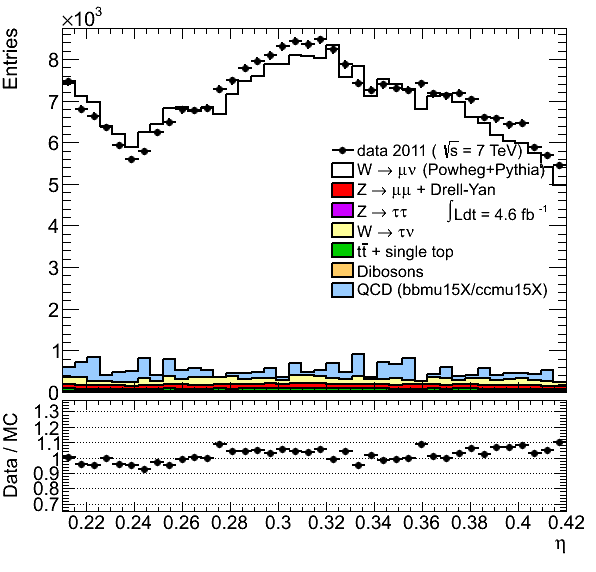 ×10³
Entries
8
7
6
5
4
3
2
1
0
data 2011 ( √s = 7 TeV)
W → μν (Powheg+Pythia)
Z → μμ + Drell-Yan
Z → ττ
∫Ldt = 4.6 fb⁻¹
W → τν
tt̅ + single top
Dibosons
QCD (bbmu15X/ccmu15X)
Data / MC
1.3
1.2
1.1
1
0.9
0.8
0.7
0.22 0.24 0.26 0.28 0.3 0.32 0.34 0.36 0.38 0.4 0.42
η